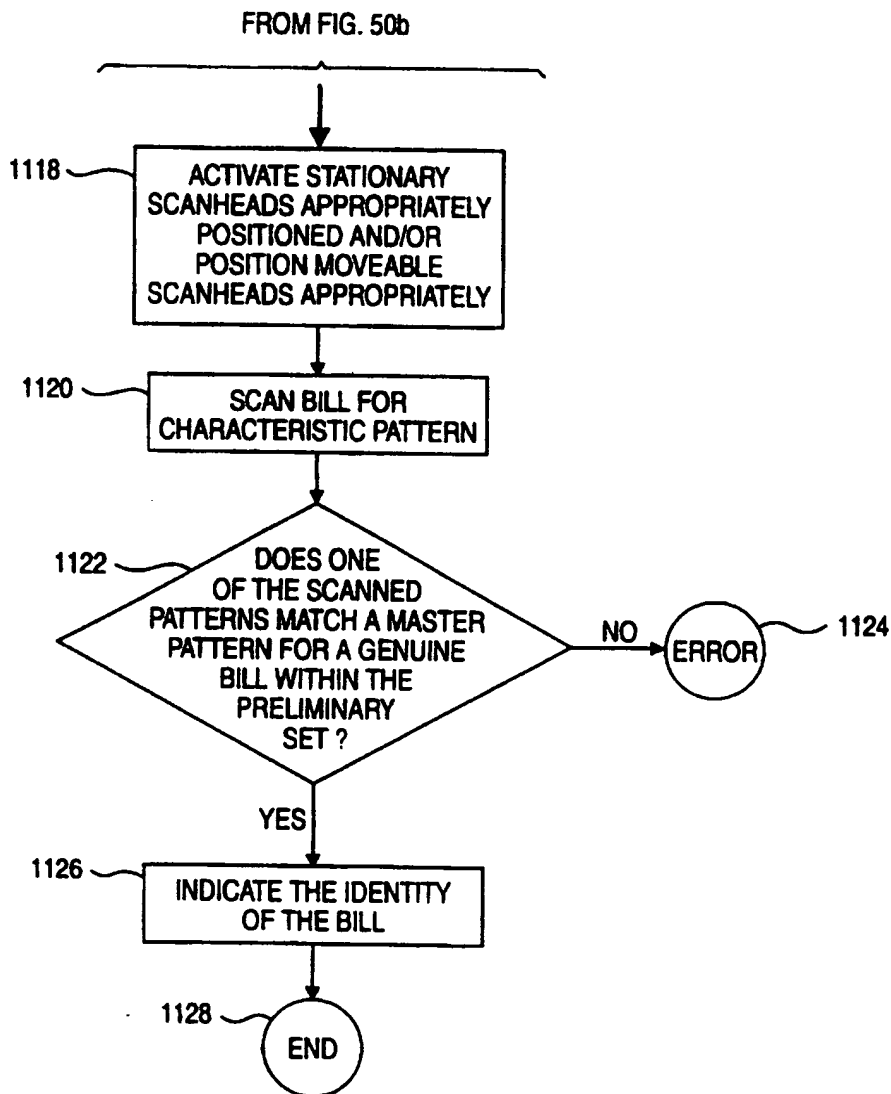 FROM FIG. 50b
1118
ACTIVATE STATIONARY
SCANHEADS APPROPRIATELY
POSITIONED AND/OR
POSITION MOVEABLE
SCANHEADS APPROPRIATELY
1120
SCAN BILL FOR
CHARACTERISTIC PATTERN
1122
DOES ONE
OF THE SCANNED
PATTERNS MATCH A MASTER
PATTERN FOR A GENUINE
BILL WITHIN THE
PRELIMINARY
SET ?
NO
ERROR
1124
YES
1126
INDICATE THE IDENTITY
OF THE BILL
1128
END